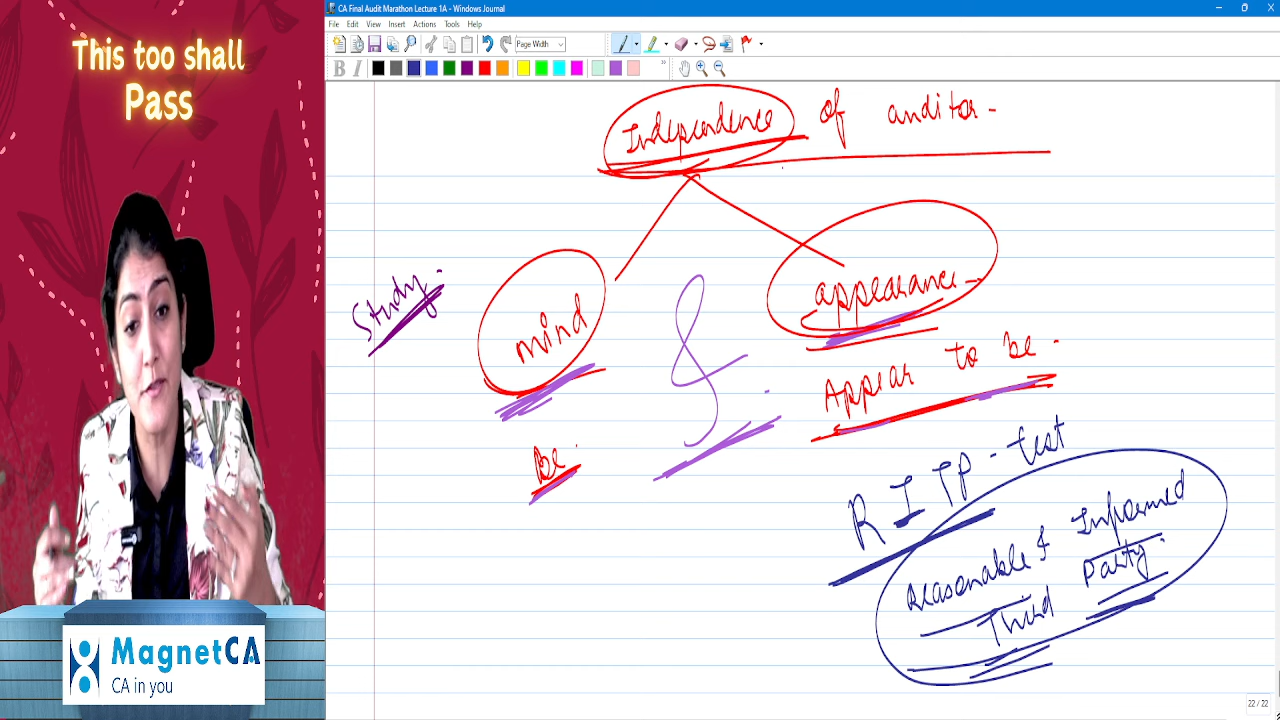 CA Final Audit Marathon Lecture 1A - Windows Journal
File Edit View Insert Actions Tools Help
Page Width
B I
This too shall
Pass
Independence of auditor -
Study.
mind
&
appearance -
be.
Appear to be.
R I TP - test
Reasonable & Informed
Third Party.
MagnetCA
CA in you
22 / 22